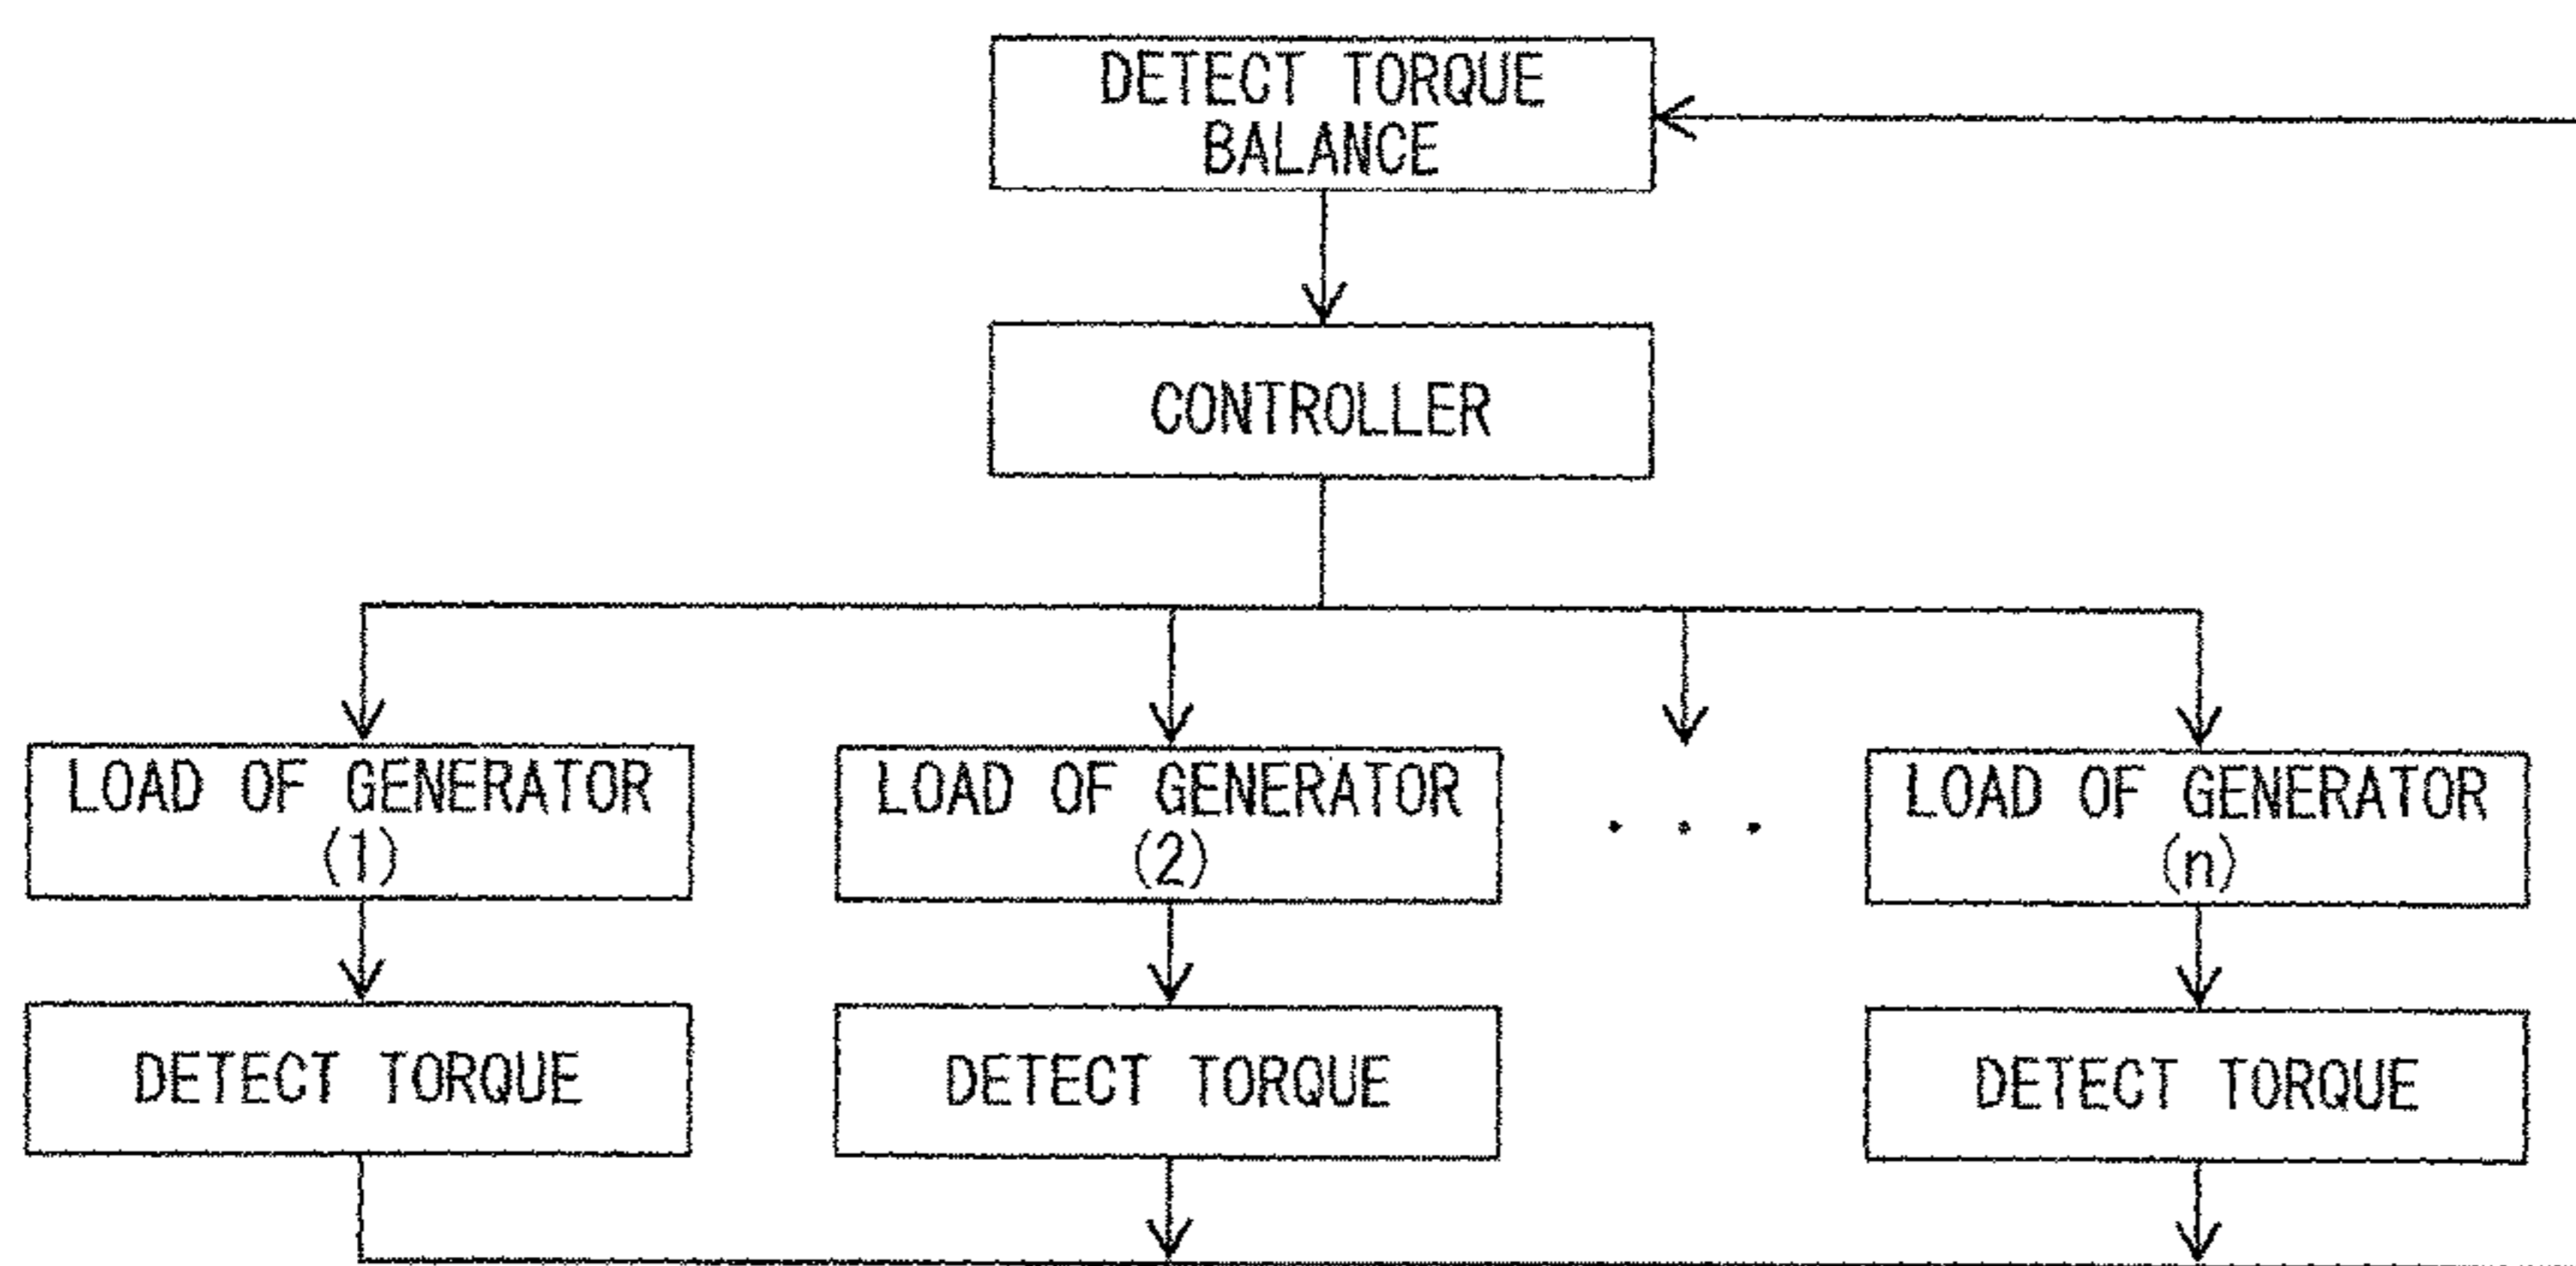 DETECT TORQUE
BALANCE
CONTROLLER
LOAD OF GENERATOR
(1)
LOAD OF GENERATOR
(2)
. . .
LOAD OF GENERATOR
(n)
DETECT TORQUE
DETECT TORQUE
DETECT TORQUE